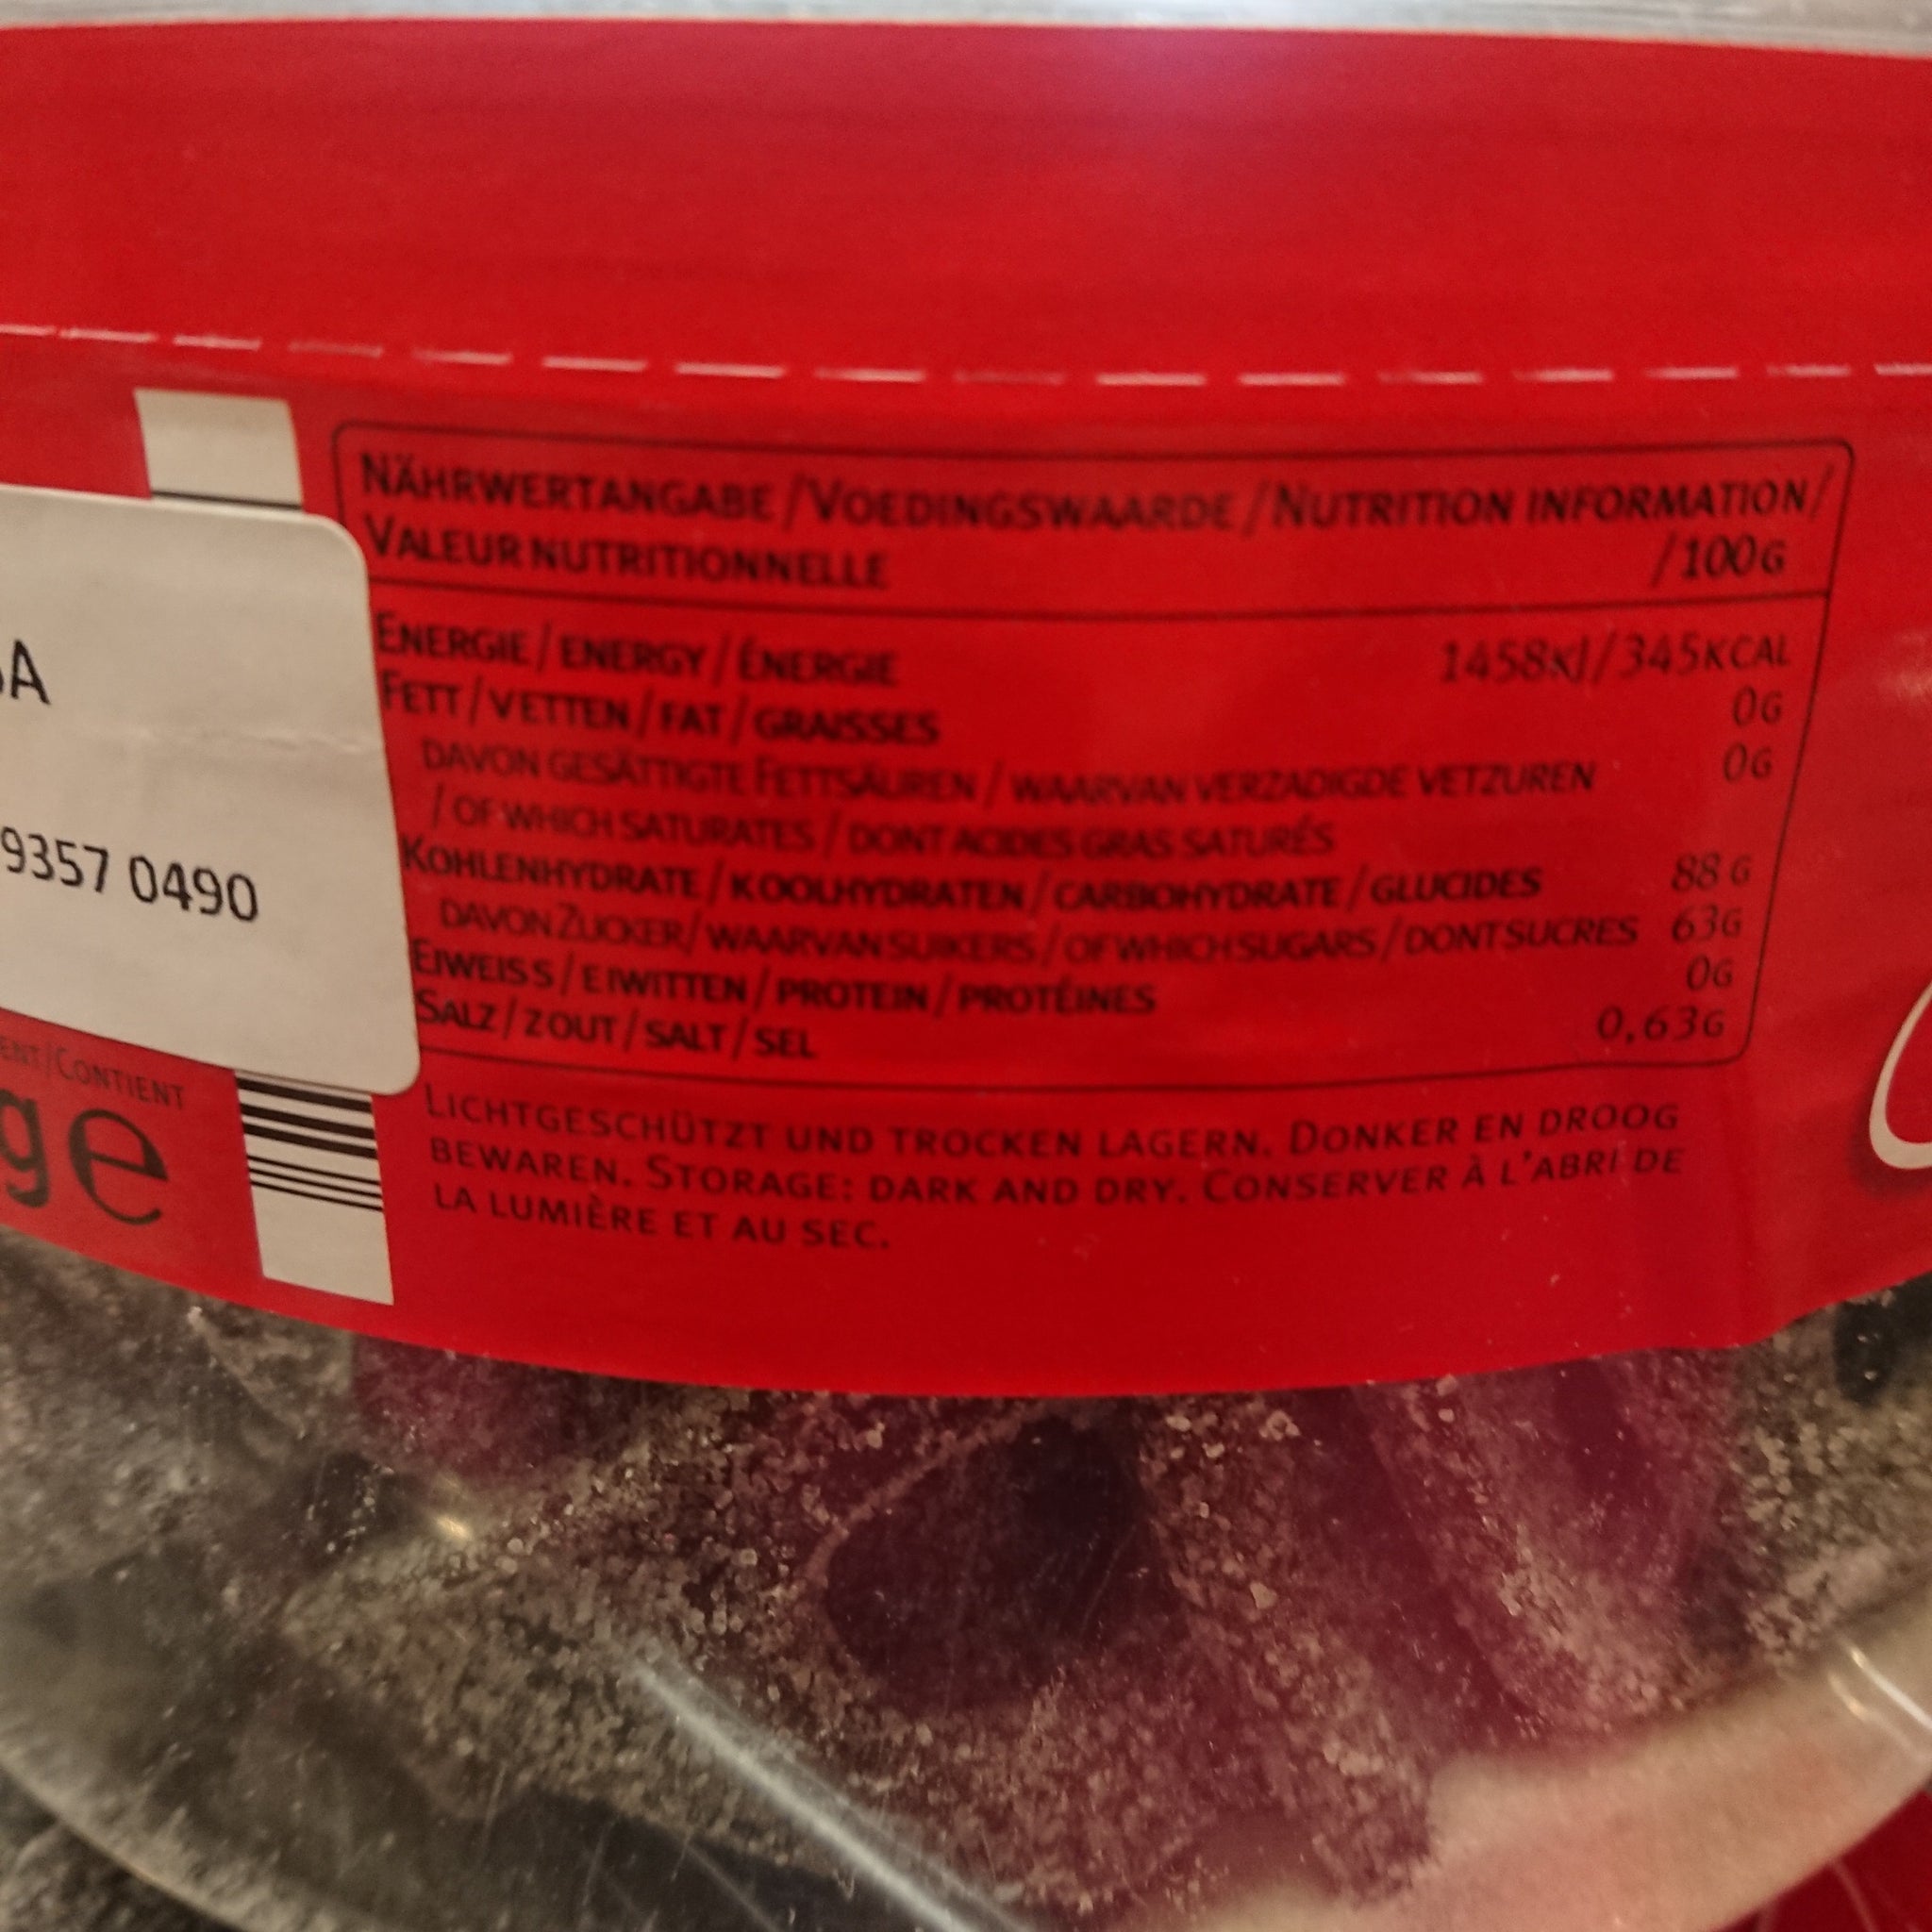 NÄHRWERTANGABE/VOEDINGSWAARDE/NUTRITION INFORMATION/
VALEUR NUTRITIONNELLE /100G
ENERGIE/ENERGY/ÉNERGIE 1458KJ/345KCAL
FETT/VETTEN/FAT/GRAISSES 0G
DAVON GESÄTTIGTE FETTSÄUREN/WAARVAN VERZADIGDE VETZUREN 0G
/OF WHICH SATURATES/DONT ACIDES GRAS SATURÉS
KOHLENHYDRATE/KOOLHYDRATEN/CARBOHYDRATE/GLUCIDES 88 G
DAVON ZUCKER/WAARVAN SUIKERS/OF WHICH SUGARS/DONT SUCRES 63G
EIWEISS/EIWITTEN/PROTEIN/PROTÉINES 0G
SALZ/ZOUT/SALT/SEL 0,63G
LICHTGESCHÜTZT UND TROCKEN LAGERN. DONKER EN DROOG
BEWAREN. STORAGE: DARK AND DRY. CONSERVER À L'ABRI DE
LA LUMIÈRE ET AU SEC.
9357 0490
/CONTIENT
g e